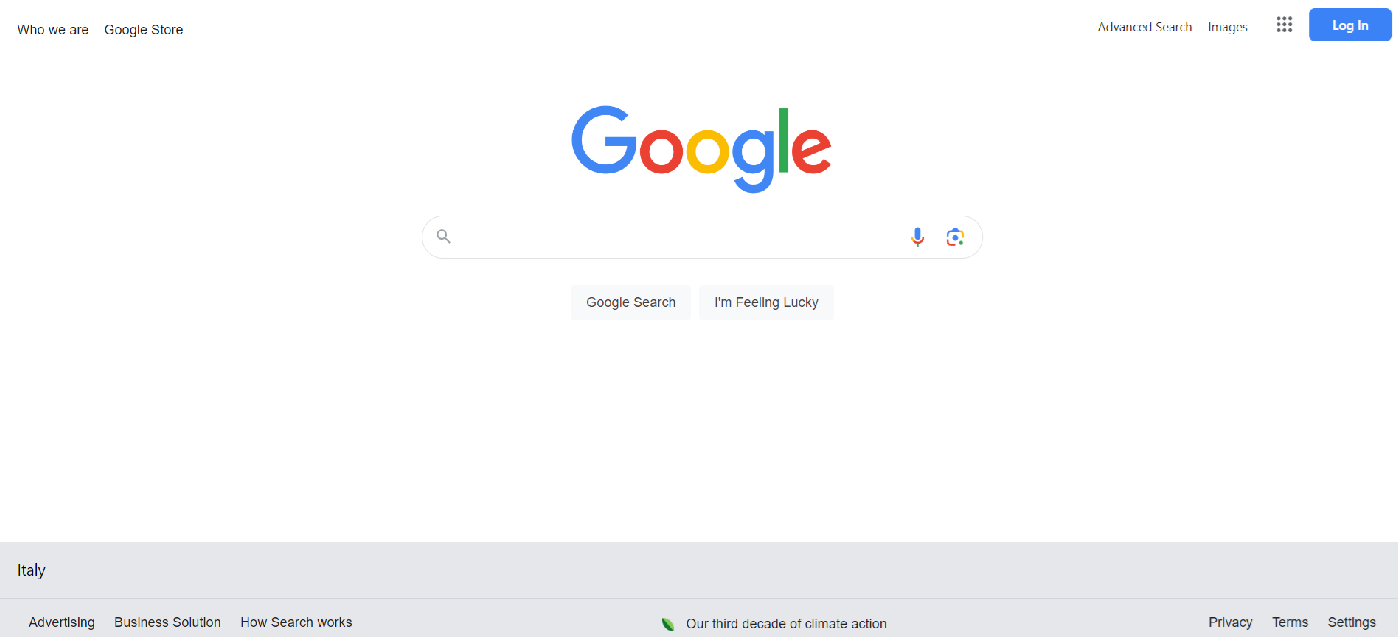 Who we are Google Store Advanced Search Images Log In
Google
Google Search I'm Feeling Lucky
Italy
Advertising Business Solution How Search works Our third decade of climate action Privacy Terms Settings